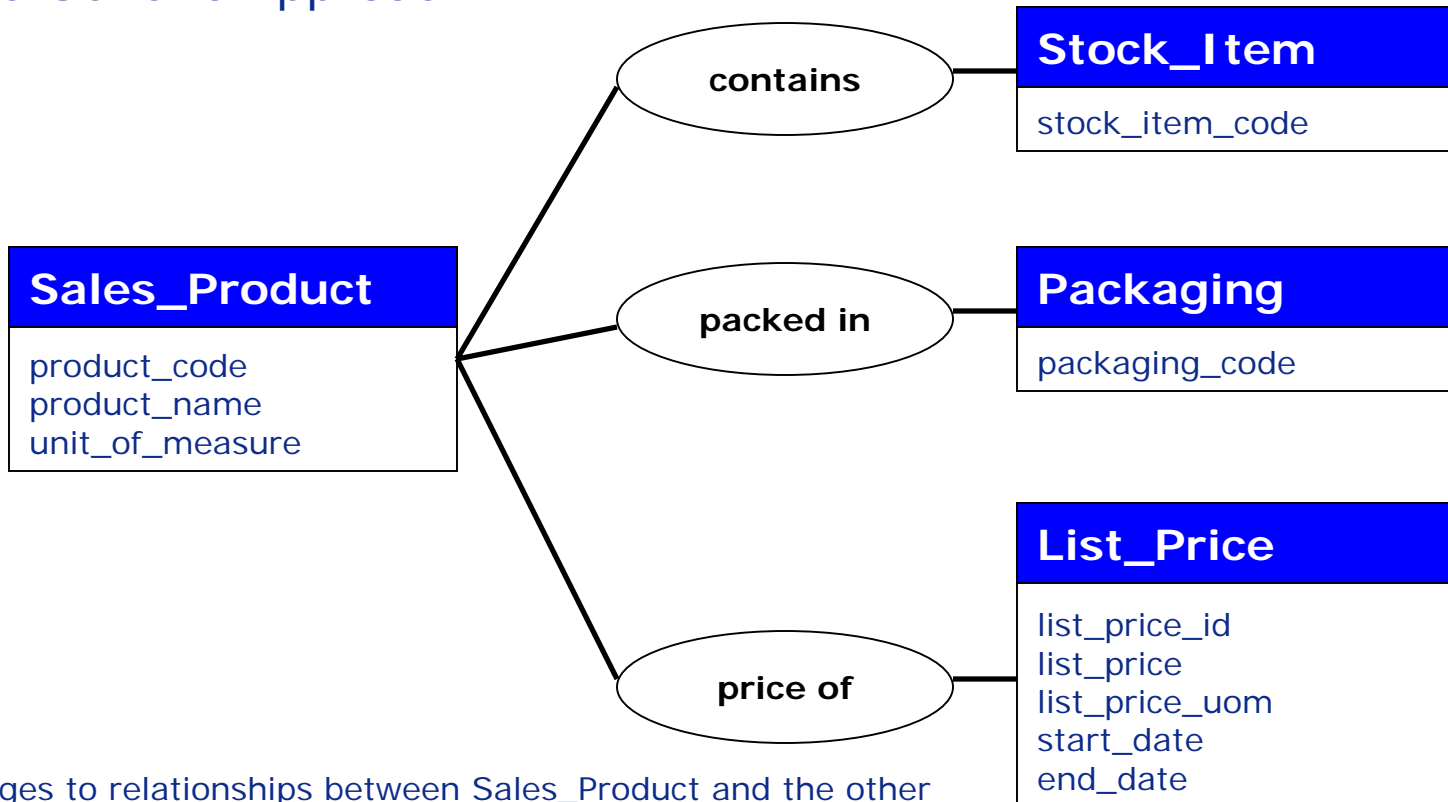 contains
Stock_Item
stock_item_code
Sales_Product
product_code
product_name
unit_of_measure
packed in
Packaging
packaging_code
price of
List_Price
list_price_id
list_price
list_price_uom
start_date
end_date
to relationships between Sales_Product and the other